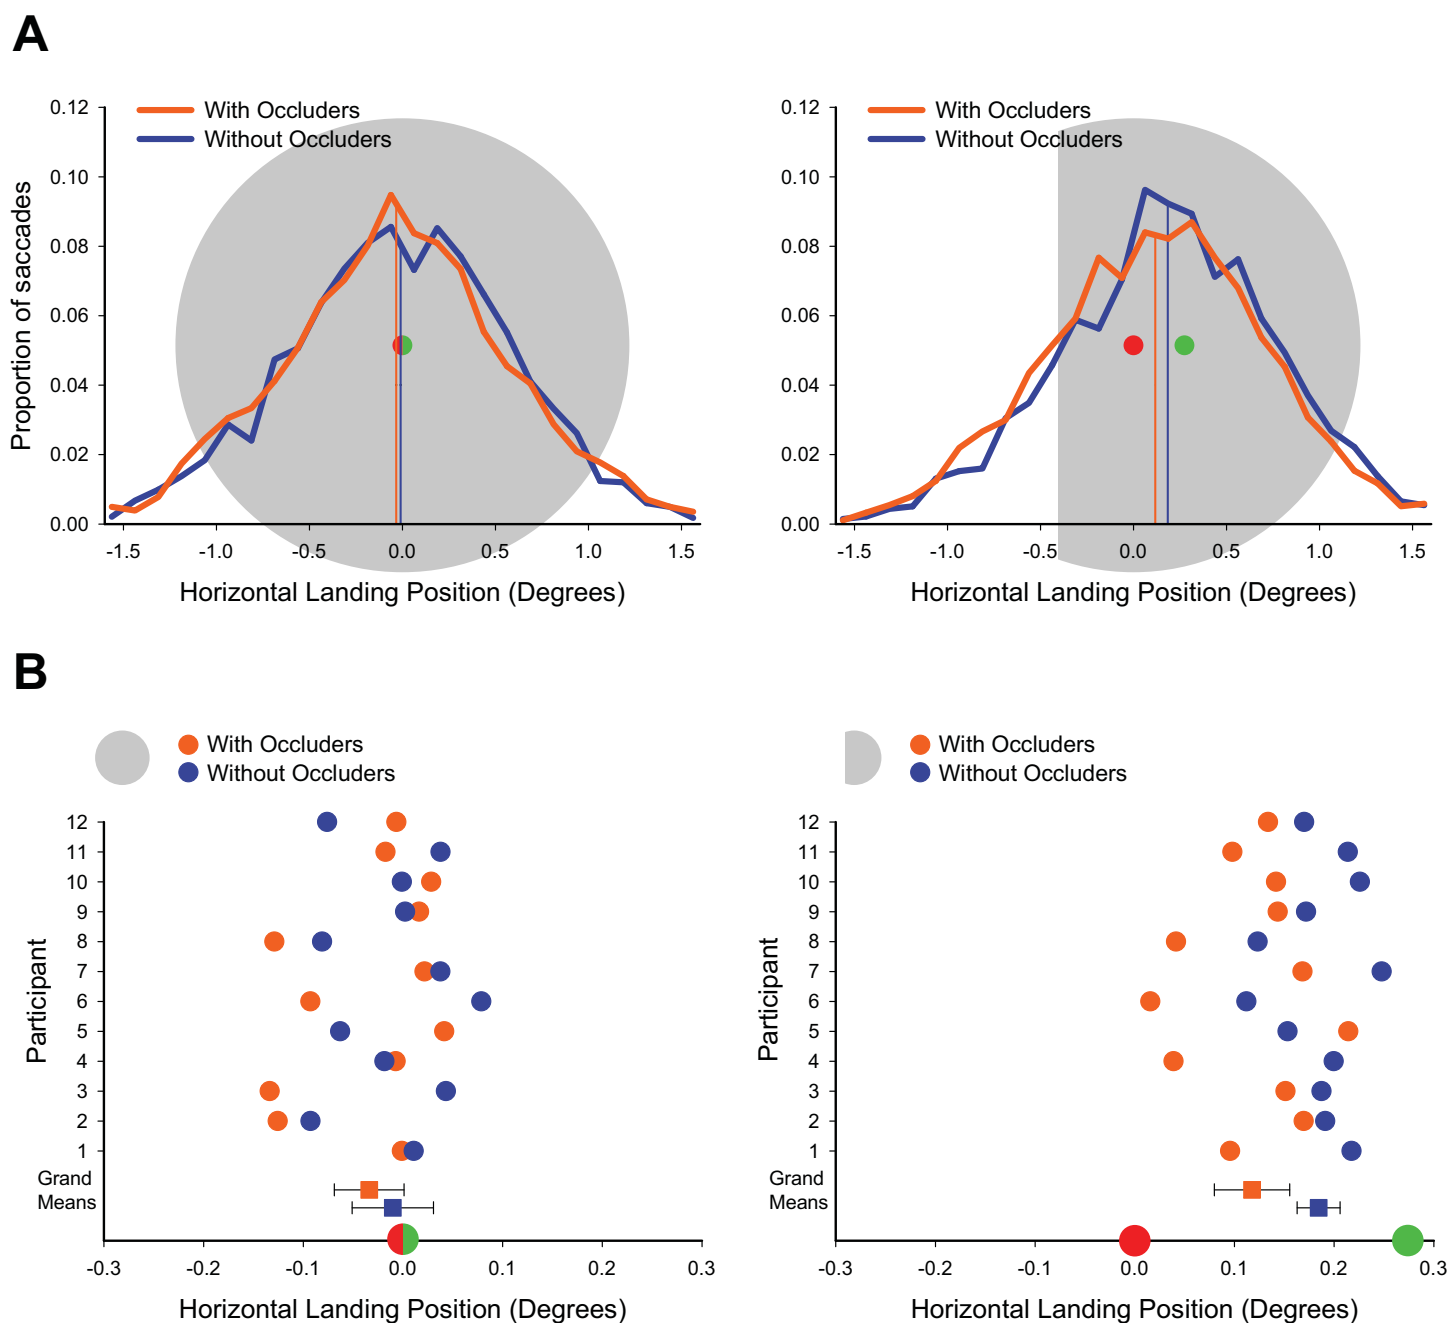 A
With Occluders
Without Occluders
Proportion of saccades
0.12
0.10
0.08
0.06
0.04
0.02
0.00
-1.5 -1.0 -0.5 0.0 0.5 1.0 1.5
Horizontal Landing Position (Degrees)
With Occluders
Without Occluders
0.12
0.10
0.08
0.06
0.04
0.02
0.00
-1.5 -1.0 -0.5 0.0 0.5 1.0 1.5
Horizontal Landing Position (Degrees)
B
With Occluders
Without Occluders
Participant
12
11
10
9
8
7
6
5
4
3
2
1
Grand
Means
-0.3 -0.2 -0.1 0.0 0.1 0.2 0.3
Horizontal Landing Position (Degrees)
With Occluders
Without Occluders
Participant
12
11
10
9
8
7
6
5
4
3
2
1
Grand
Means
-0.3 -0.2 -0.1 0.0 0.1 0.2 0.3
Horizontal Landing Position (Degrees)